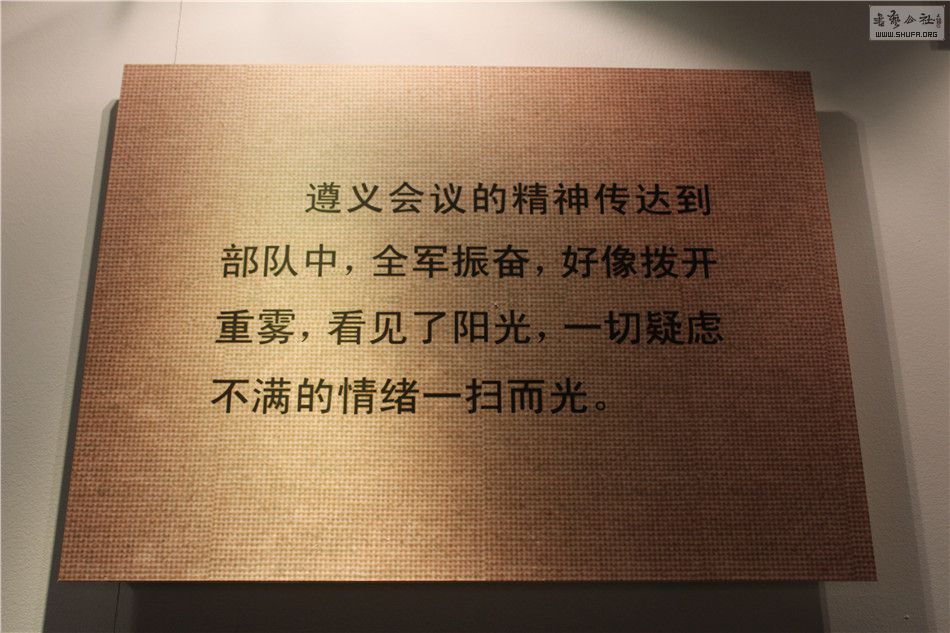 遵义会议的精神传达到
部队中，全军振奋，好像拨开
重雾，看见了阳光，一切疑虑
不满的情绪一扫而光。
书艺公社
WWW.SHUFA.ORG